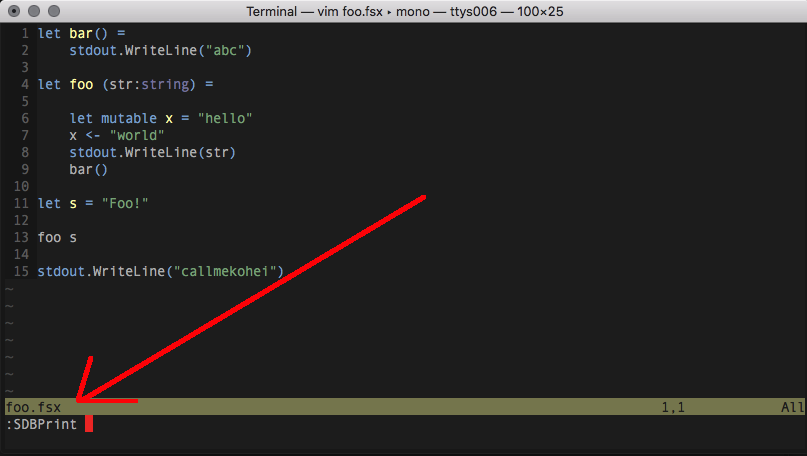 Terminal — vim foo.fsx ‣ mono — ttys006 — 100×25
1 let bar() =
2     stdout.WriteLine("abc")
3
4 let foo (str:string) =
5
6     let mutable x = "hello"
7     x <- "world"
8     stdout.WriteLine(str)
9     bar()
10
11 let s = "Foo!"
12
13 foo s
14
15 stdout.WriteLine("callmekohei")
~
~
~
~
~
~
~
foo.fsx 1,1 All
:SDBPrint